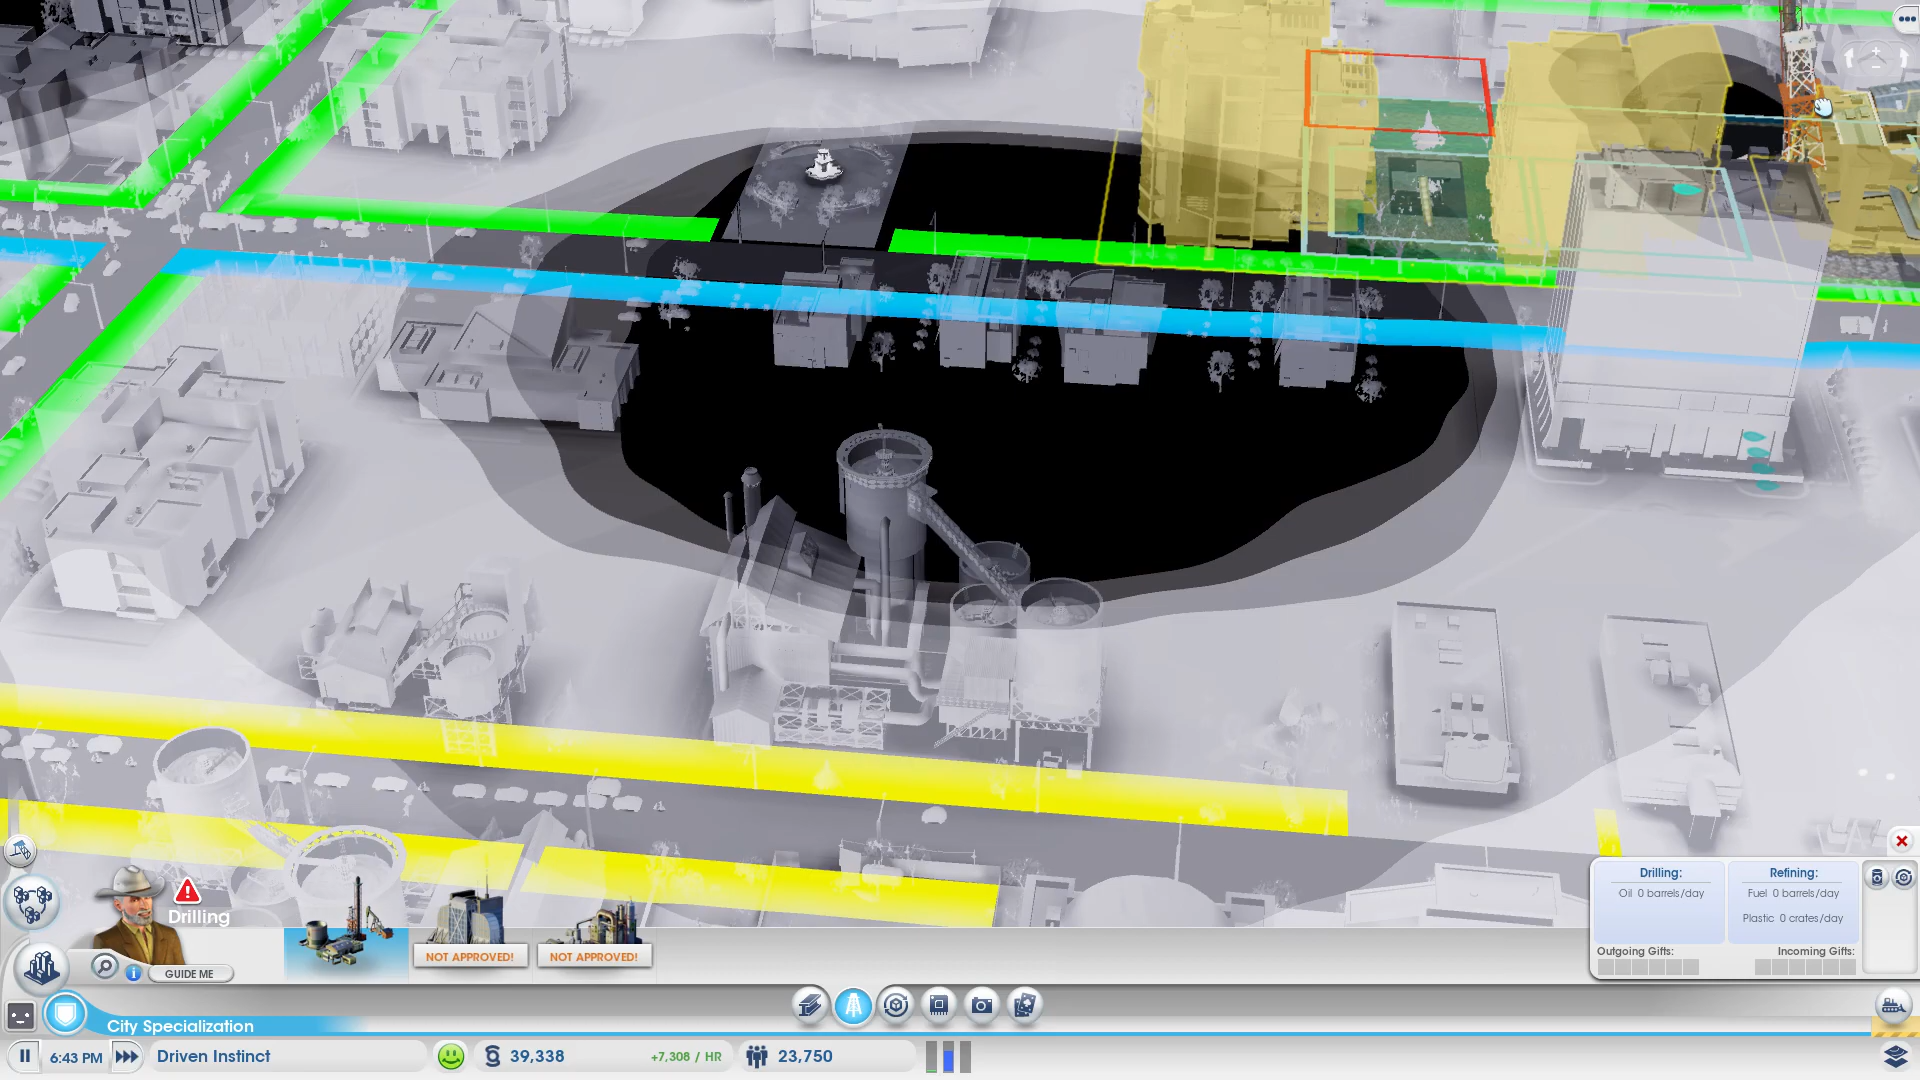 Drilling:
Oil 0 barrels/day
Refining:
Fuel 0 barrels/day
Plastic 0 crates/day
Outgoing Gifts:
Incoming Gifts:
Drilling
GUIDE ME
NOT APPROVED!
NOT APPROVED!
City Specialization
6:43 PM
Driven Instinct
39,338
+7,308 / HR
23,750